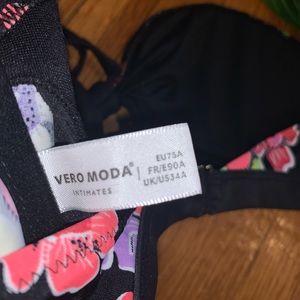 VERO MODA®
INTIMATES
EU75A
FR/E90A
UK/US34A